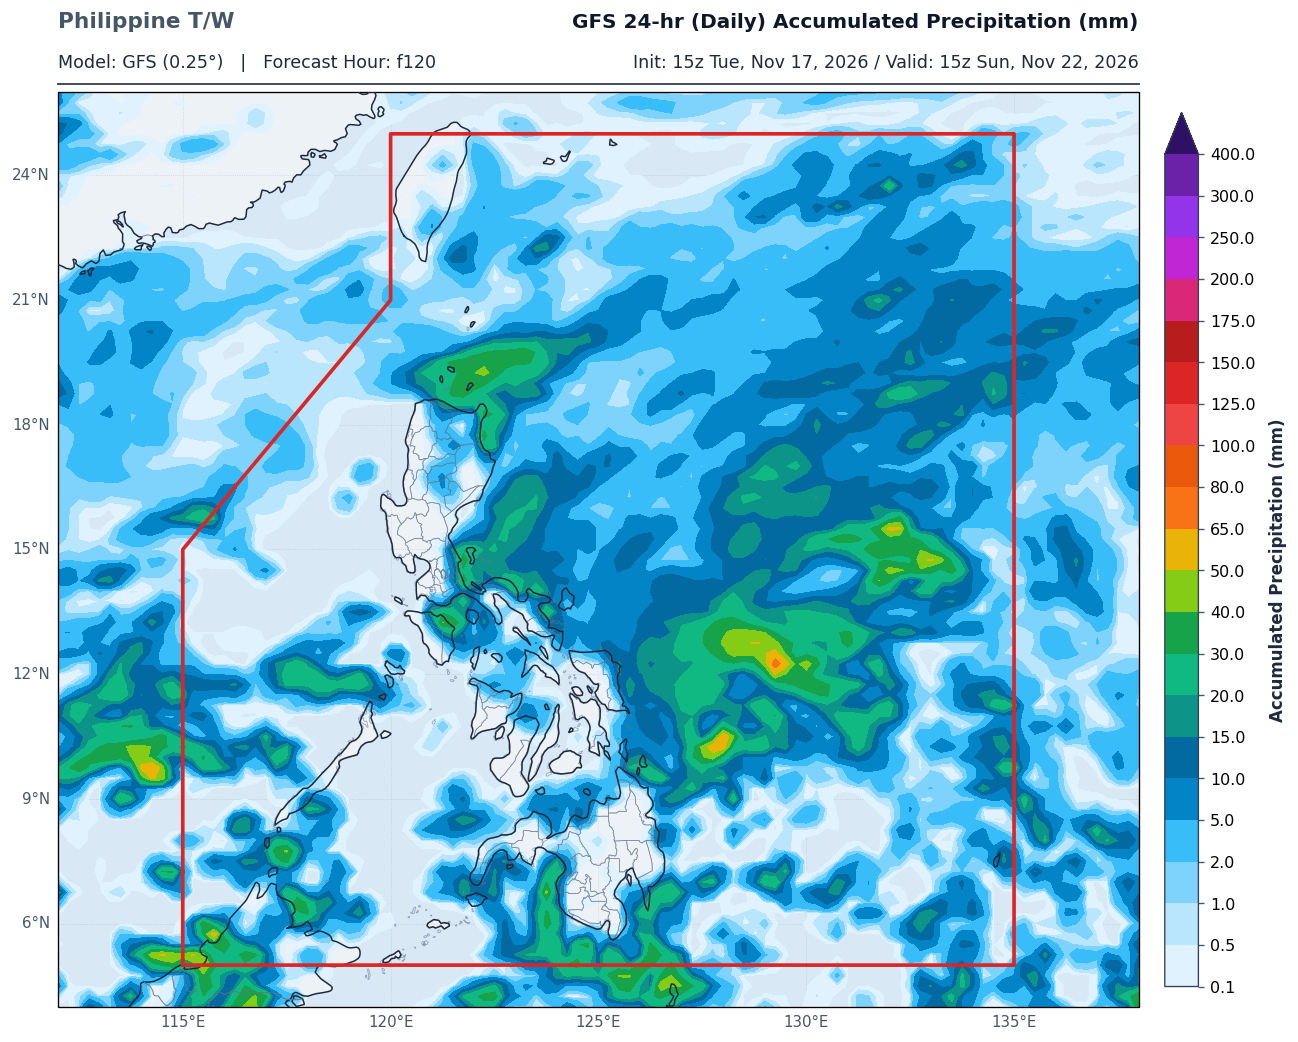 Philippine T/W
GFS 24-hr (Daily) Accumulated Precipitation (mm)
Model: GFS (0.25°) | Forecast Hour: f120
Init: 15z Tue, Nov 17, 2026 / Valid: 15z Sun, Nov 22, 2026
24°N
21°N
18°N
15°N
12°N
9°N
6°N
115°E
120°E
125°E
130°E
135°E
400.0
300.0
250.0
200.0
175.0
150.0
125.0
100.0
80.0
65.0
50.0
40.0
30.0
20.0
15.0
10.0
5.0
2.0
1.0
0.5
0.1
Accumulated Precipitation (mm)